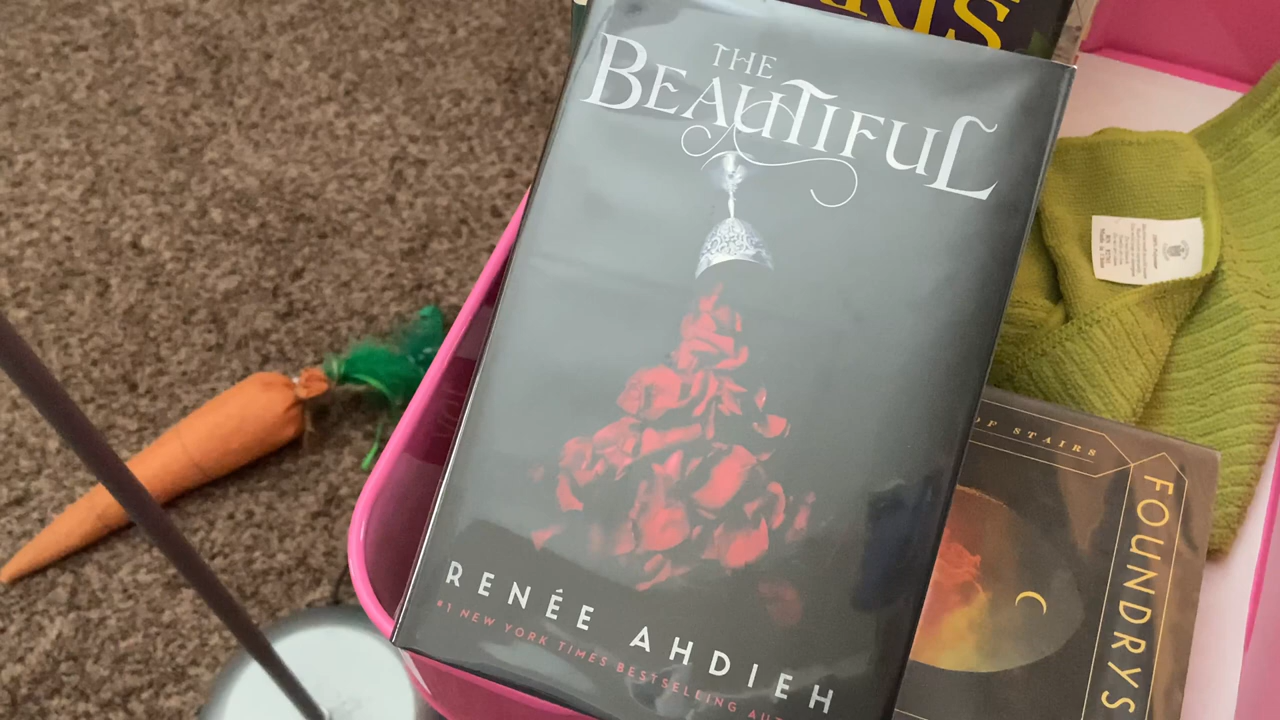 THE
BEAUTIFUL
RENÉE AHDIEH
#1 NEW YORK TIMES BESTSELLING
STAIRS
FOUNDRYS